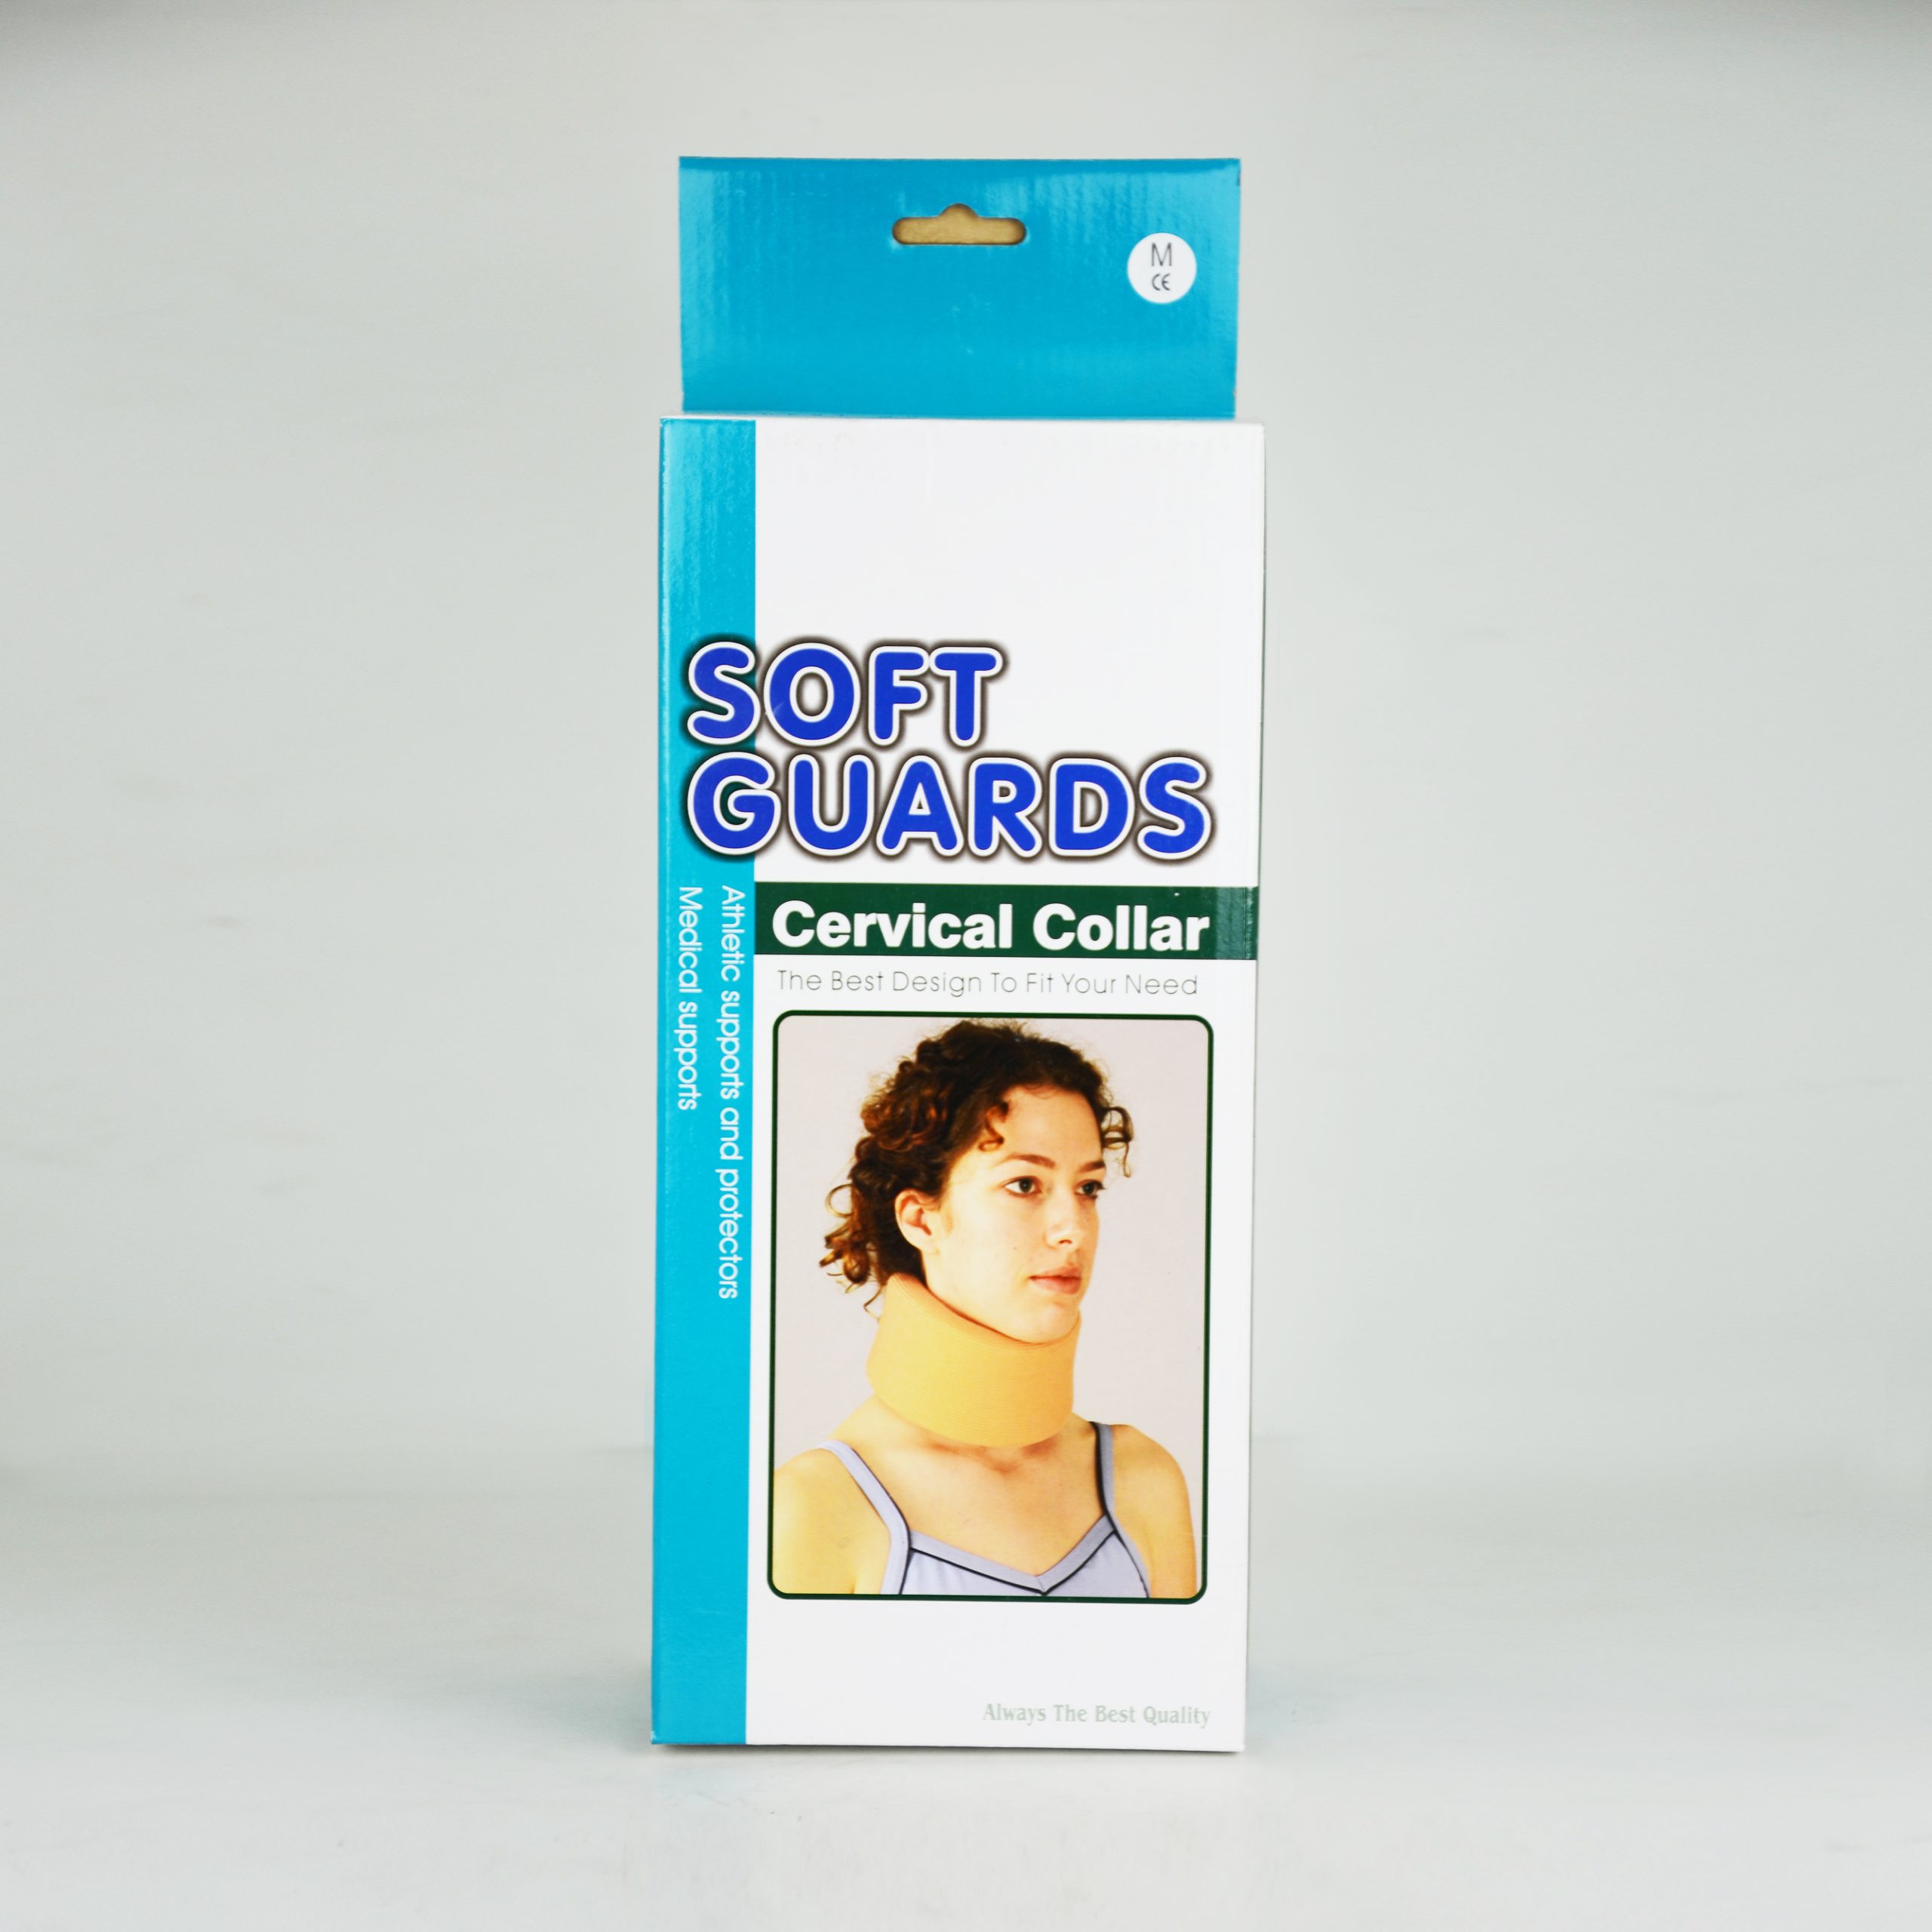 M
CE
SOFT
GUARDS
Cervical Collar
The Best Design To Fit Your Need
Athletic supports and protectors
Medical supports
Always The Best Quality